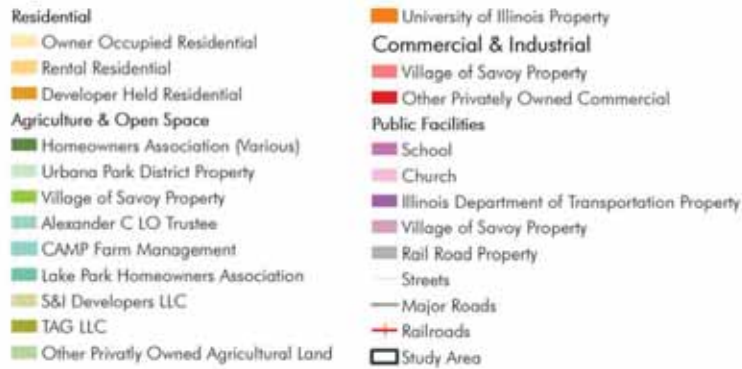 Residential
Owner Occupied Residential
Rental Residential
Developer Held Residential
Agriculture & Open Space
Homeowners Association (Various)
Urbana Park District Property
Village of Savoy Property
Alexander C LO Trustee
CAMP Farm Management
Lake Park Homeowners Association
S&I Developers LLC
TAG LLC
Other Privatly Owned Agricultural Land
University of Illinois Property
Commercial & Industrial
Village of Savoy Property
Other Privately Owned Commercial
Public Facilities
School
Church
Illinois Department of Transportation Property
Village of Savoy Property
Rail Road Property
Streets
Major Roads
Railroads
Study Area